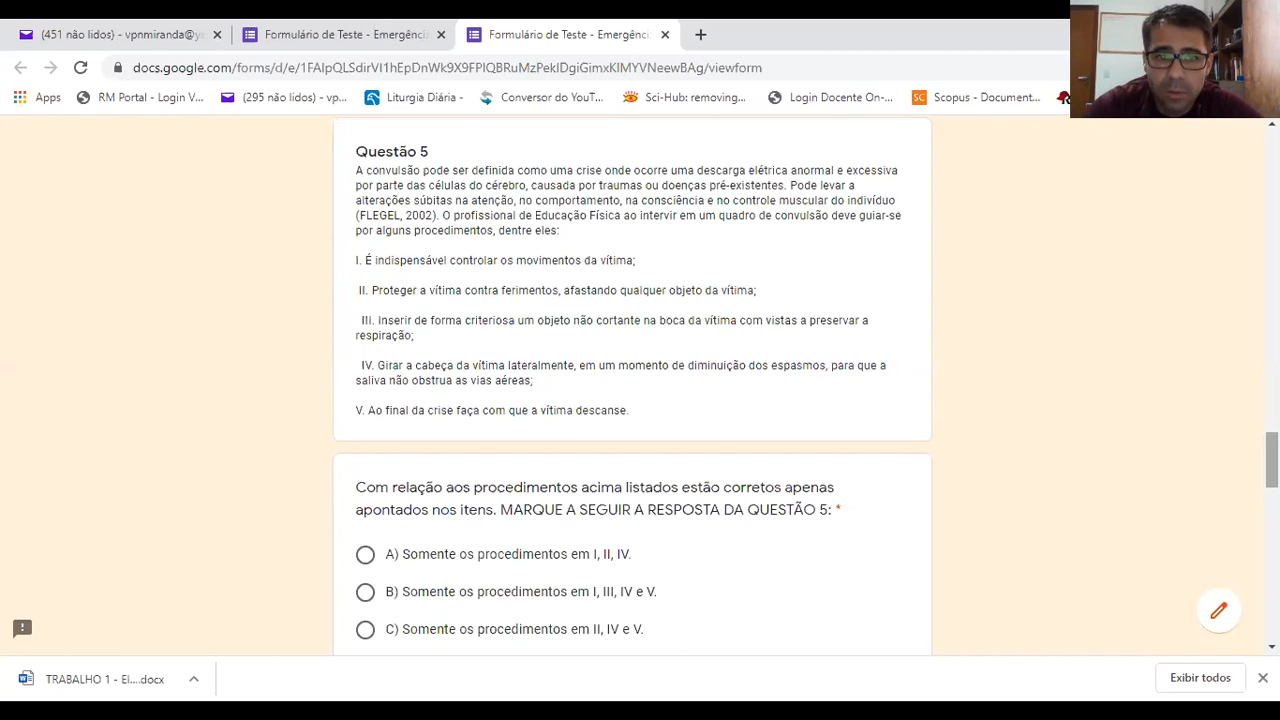 (451 não lidos) - vpnmiranda@y
Formulário de Teste - Emergênci
Formulário de Teste - Emergênci
docs.google.com/forms/d/e/1FAIpQLSdirVI1hEpDnWk9X9FPIQBRuMzPekIDgiGimxKIMYVNeewBAg/viewform
Apps
RM Portal - Login V...
(295 não lidos) - vp...
Liturgia Diária -
Conversor do YouT...
Sci-Hub: removing...
Login Docente On-...
SC
Scopus - Document...
Questão 5
A convulsão pode ser definida como uma crise onde ocorre uma descarga elétrica anormal e excessiva
por parte das células do cérebro, causada por traumas ou doenças pré-existentes. Pode levar a
alterações súbitas na atenção, no comportamento, na consciência e no controle muscular do indivíduo
(FLEGEL, 2002). O profissional de Educação Física ao intervir em um quadro de convulsão deve guiar-se
por alguns procedimentos, dentre eles:
I. É indispensável controlar os movimentos da vítima;
II. Proteger a vítima contra ferimentos, afastando qualquer objeto da vítima;
III. Inserir de forma criteriosa um objeto não cortante na boca da vítima com vistas a preservar a
respiração;
IV. Girar a cabeça da vítima lateralmente, em um momento de diminuição dos espasmos, para que a
saliva não obstrua as vias aéreas;
V. Ao final da crise faça com que a vítima descanse.
Com relação aos procedimentos acima listados estão corretos apenas
apontados nos itens. MARQUE A SEGUIR A RESPOSTA DA QUESTÃO 5: *
A) Somente os procedimentos em I, II, IV.
B) Somente os procedimentos em I, III, IV e V.
C) Somente os procedimentos em II, IV e V.
TRABALHO 1 - El....docx
Exibir todos